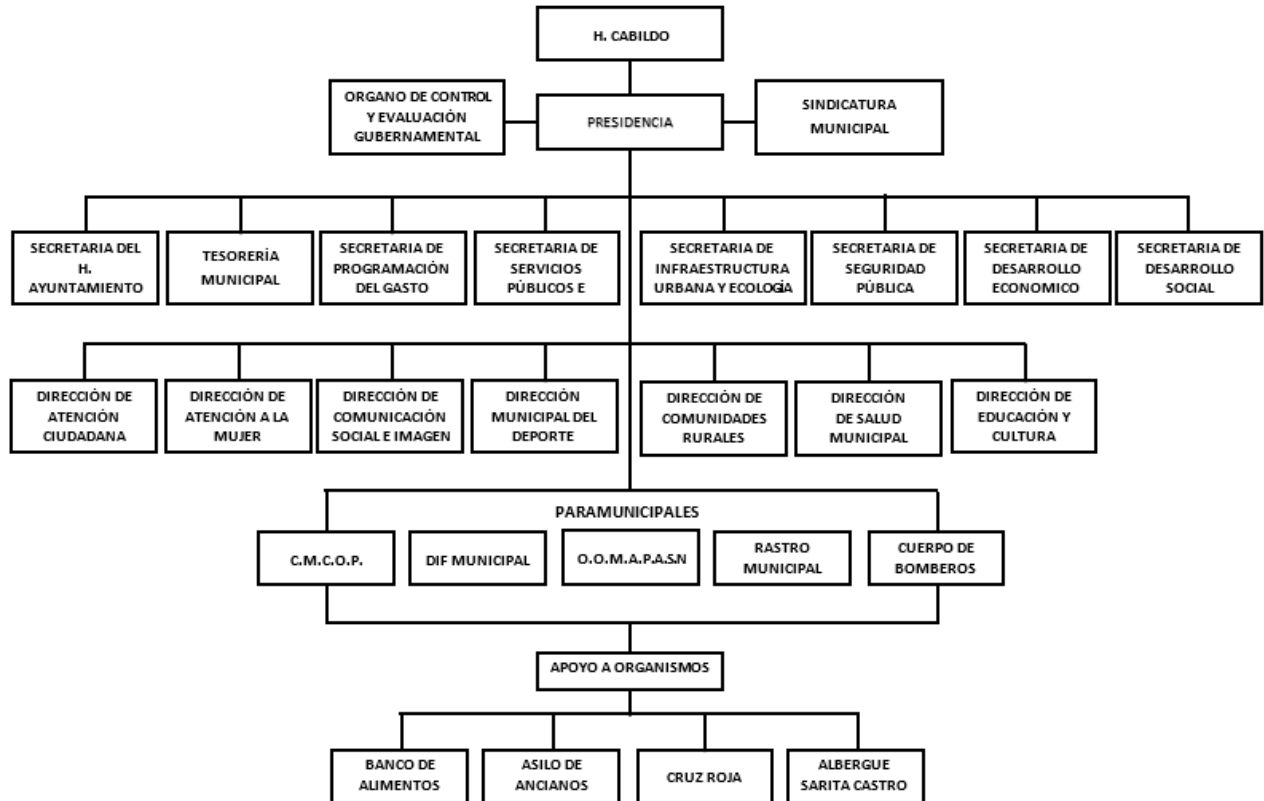 H. CABILDO
ORGANO DE CONTROL
Y EVALUACIÓN
GUBERNAMENTAL
PRESIDENCIA
SINDICATURA
MUNICIPAL
SECRETARIA DEL
H.
AYUNTAMIENTO
TESORERÍA
MUNICIPAL
SECRETARIA DE
PROGRAMACIÓN
DEL GASTO
SECRETARIA DE
SERVICIOS
PÚBLICOS E
SECRETARIA DE
INFRAESTRUCTURA
URBANA Y ECOLOGÍA
SECRETARIA DE
SEGURIDAD
PÚBLICA
SECRETARIA DE
DESARROLLO
ECONOMICO
SECRETARIA DE
DESARROLLO
SOCIAL
DIRECCIÓN DE
ATENCIÓN
CIUDADANA
DIRECCIÓN DE
ATENCIÓN A LA
MUJER
DIRECCIÓN DE
COMUNICACIÓN
SOCIAL E IMAGEN
DIRECCIÓN
MUNICIPAL DEL
DEPORTE
DIRECCIÓN DE
COMUNIDADES
RURALES
DIRECCIÓN
DE SALUD
MUNICIPAL
DIRECCIÓN DE
EDUCACIÓN Y
CULTURA
PARAMUNICIPALES
C.M.C.O.P.
DIF MUNICIPAL
O.O.M.A.P.A.S.N
RASTRO
MUNICIPAL
CUERPO DE
BOMBEROS
APOYO A ORGANISMOS
BANCO DE
ALIMENTOS
ASILO DE
ANCIANOS
CRUZ ROJA
ALBERGUE
SARITA CASTRO